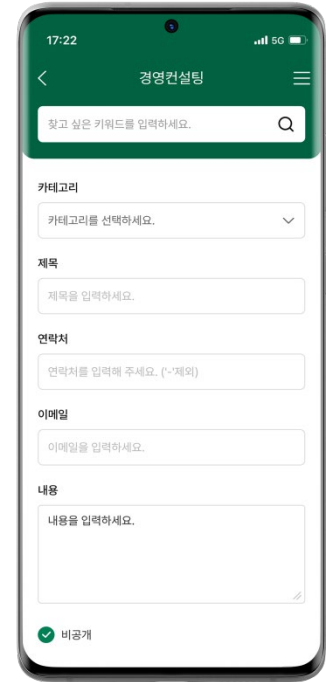 17:22
5G
경영컨설팅
찾고 싶은 키워드를 입력하세요.
카테고리
카테고리를 선택하세요.
제목
제목을 입력하세요.
연락처
연락처를 입력해 주세요. ('-'제외)
이메일
이메일을 입력하세요.
내용
내용을 입력하세요.
비공개